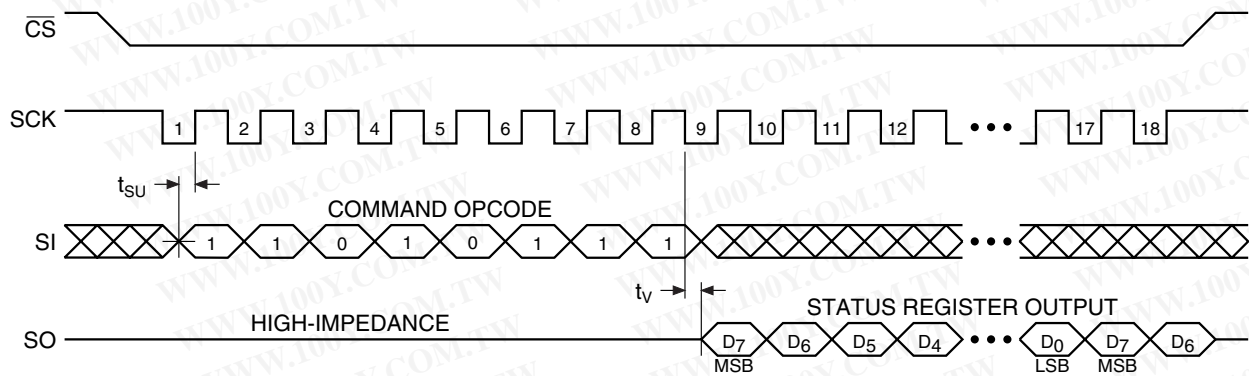 CS
SCK 1 2 3 4 5 6 7 8 9 10 11 12 ••• 17 18
tSU
COMMAND OPCODE
SI 1 1 0 1 0 1 1 1 •••
tV
HIGH-IMPEDANCE STATUS REGISTER OUTPUT
SO D7 D6 D5 D4 ••• D0 D7 D6
MSB LSB MSB
WWW.100Y.COM.TW